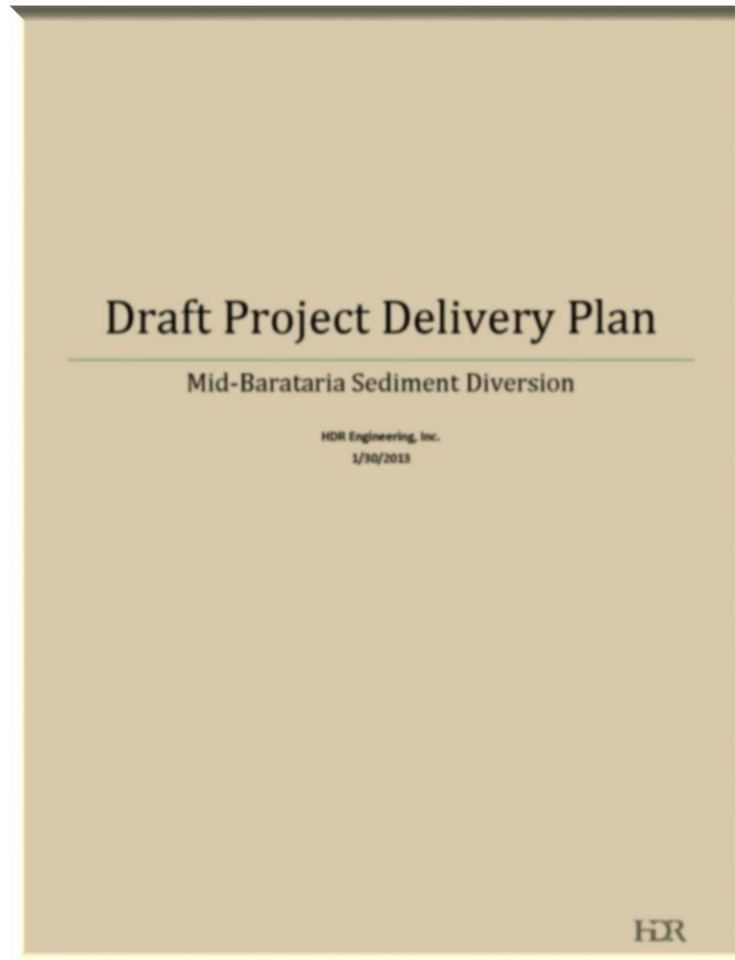 Draft Project Delivery Plan
Mid-Barataria Sediment Diversion
HDR Engineering, Inc.
1/30/2013
HDR